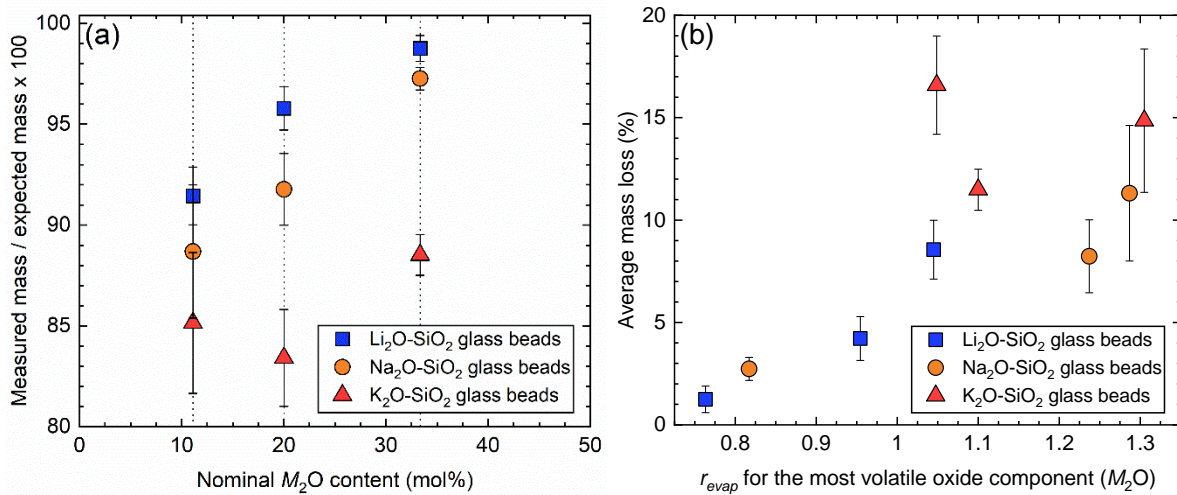 (a)
Measured mass / expected mass x 100
100
95
90
85
80
0
10
20
30
40
50
Nominal M₂O content (mol%)
Li₂O-SiO₂ glass beads
Na₂O-SiO₂ glass beads
K₂O-SiO₂ glass beads
(b)
Average mass loss (%)
20
15
10
5
0
0.8
0.9
1
1.1
1.2
1.3
r_evap for the most volatile oxide component (M₂O)
Li₂O-SiO₂ glass beads
Na₂O-SiO₂ glass beads
K₂O-SiO₂ glass beads